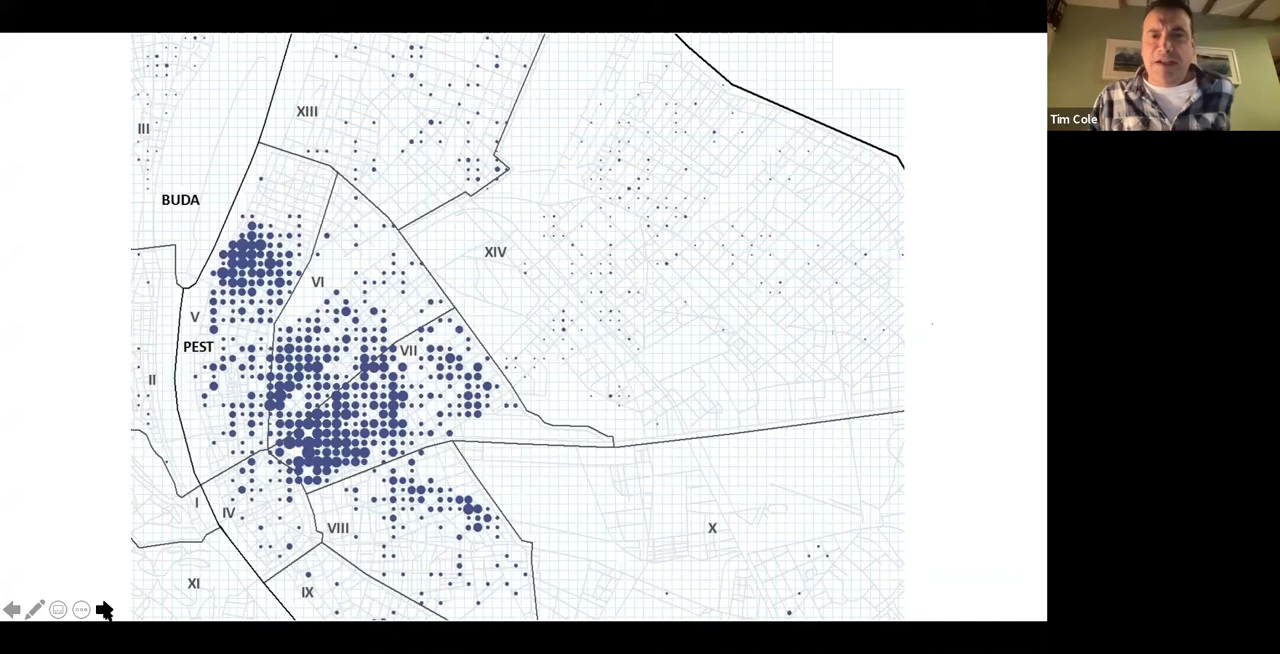 XIII
III
Tim Cole
BUDA
XIV
VI
V
PEST
VII
II
I
IV
VIII
X
XI
IX